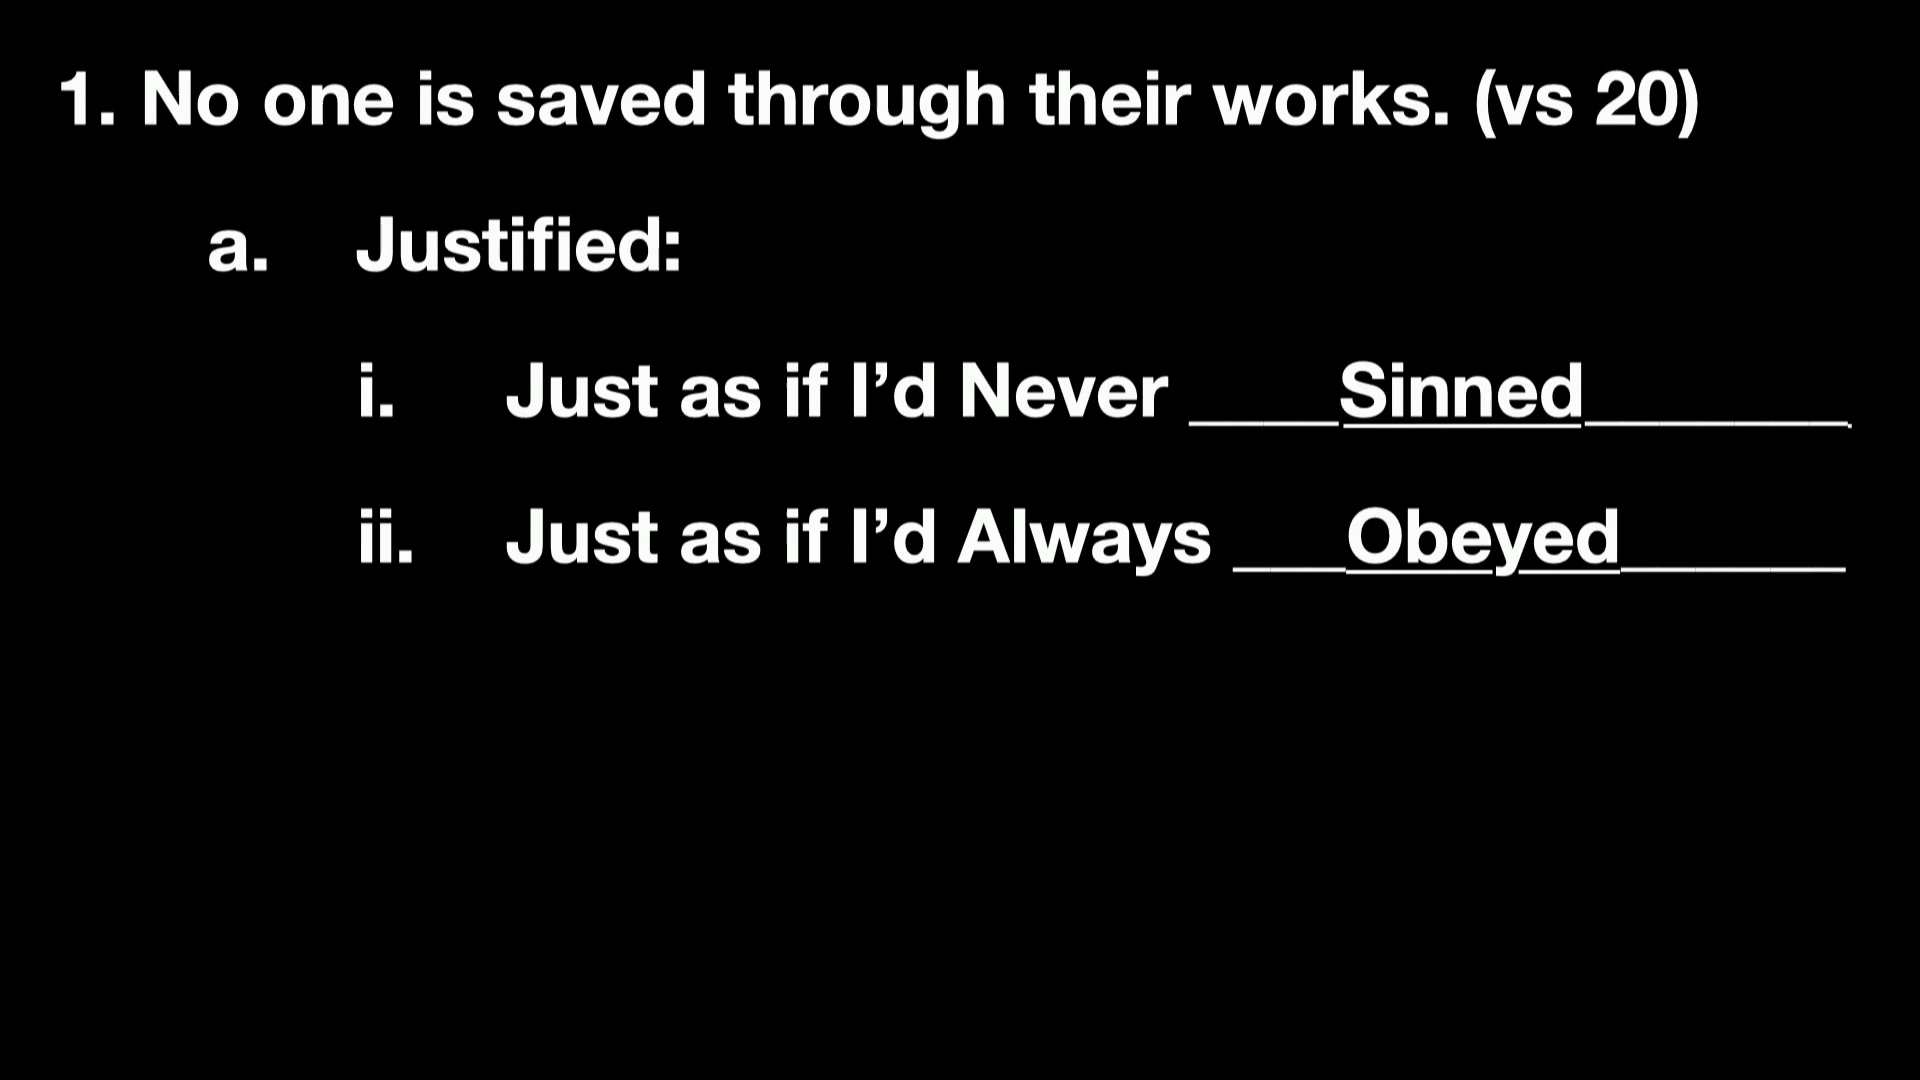 1. No one is saved through their works. (vs 20)
a. Justified:
i. Just as if I’d Never ____Sinned_______.
ii. Just as if I’d Always ___Obeyed______